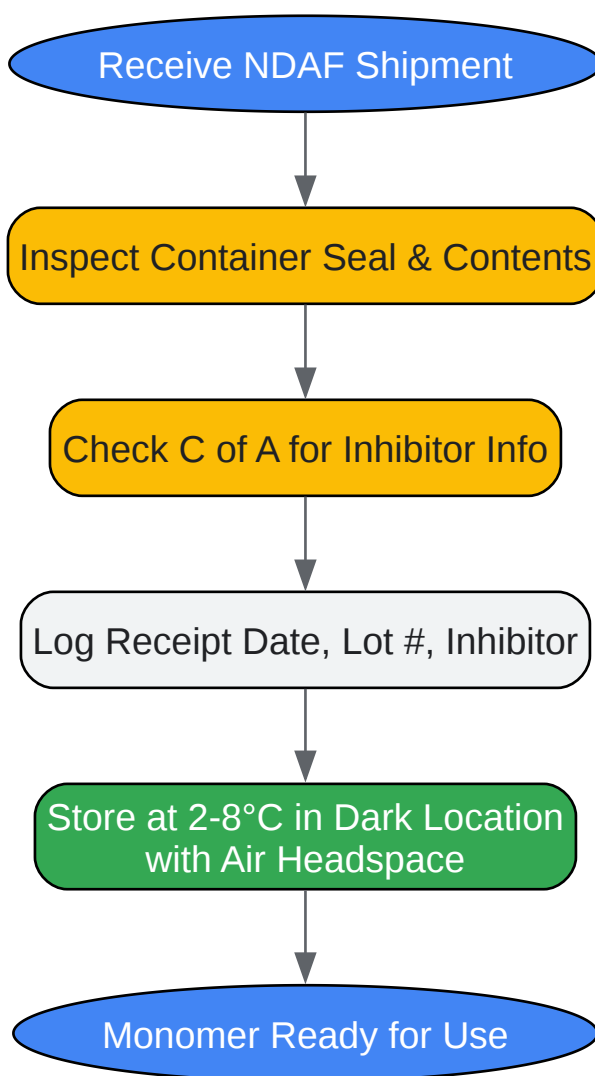 Receive NDAF Shipment
Inspect Container Seal & Contents
Check C of A for Inhibitor Info
Log Receipt Date, Lot #, Inhibitor
Store at 2-8°C in Dark Location
with Air Headspace
Monomer Ready for Use